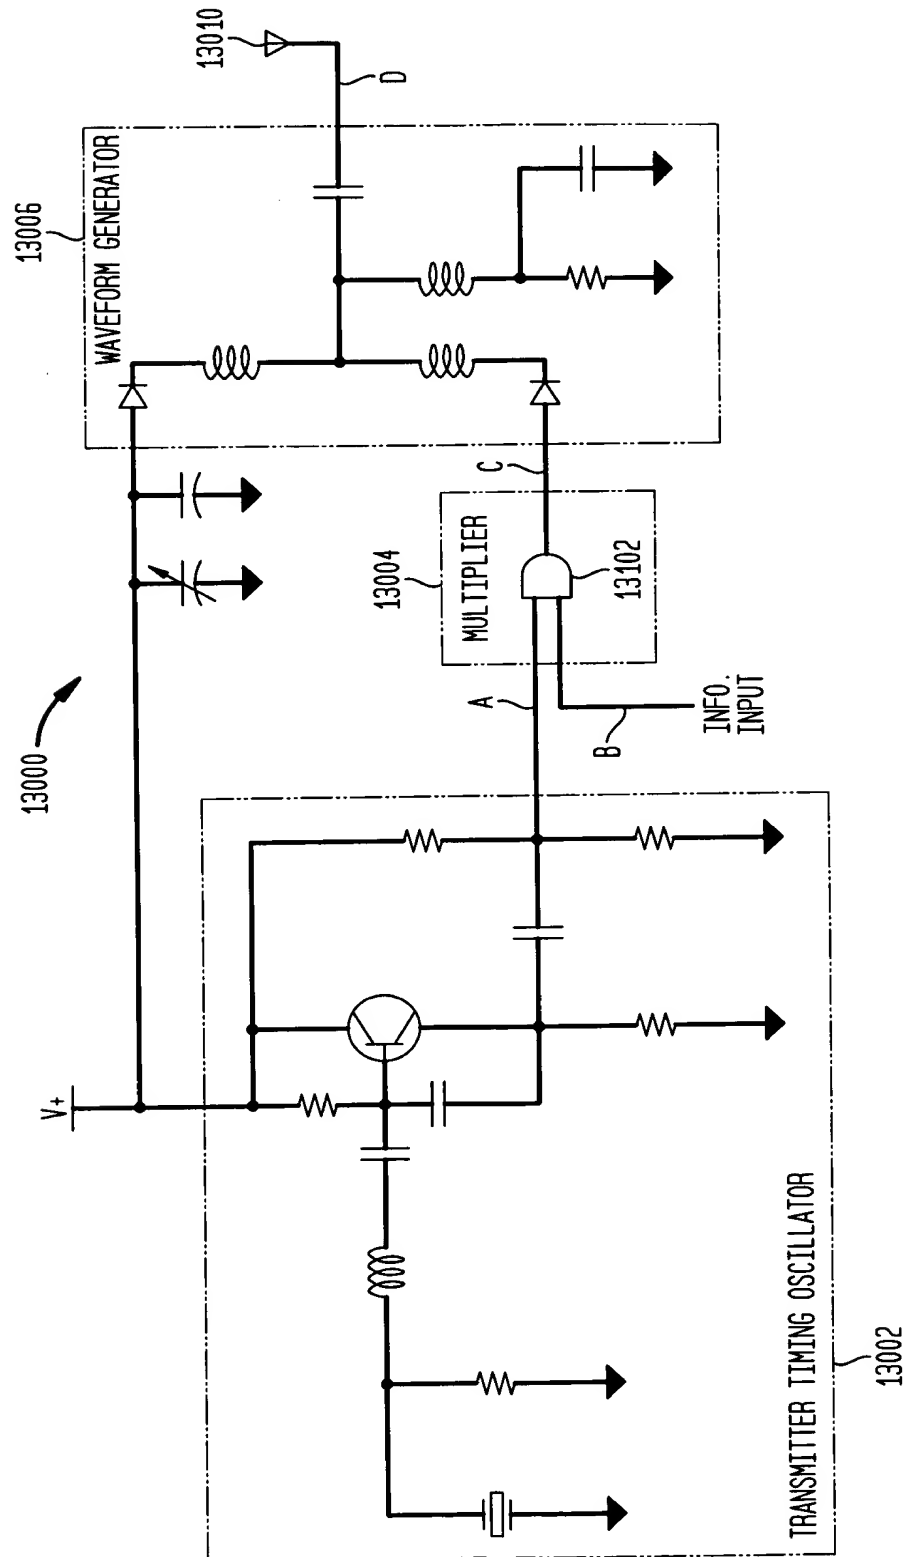 13000
V+
13006
WAVEFORM GENERATOR
13010
D
13004
MULTIPLIER
13102
C
A
B
INFO.
INPUT
TRANSMITTER TIMING OSCILLATOR
13002